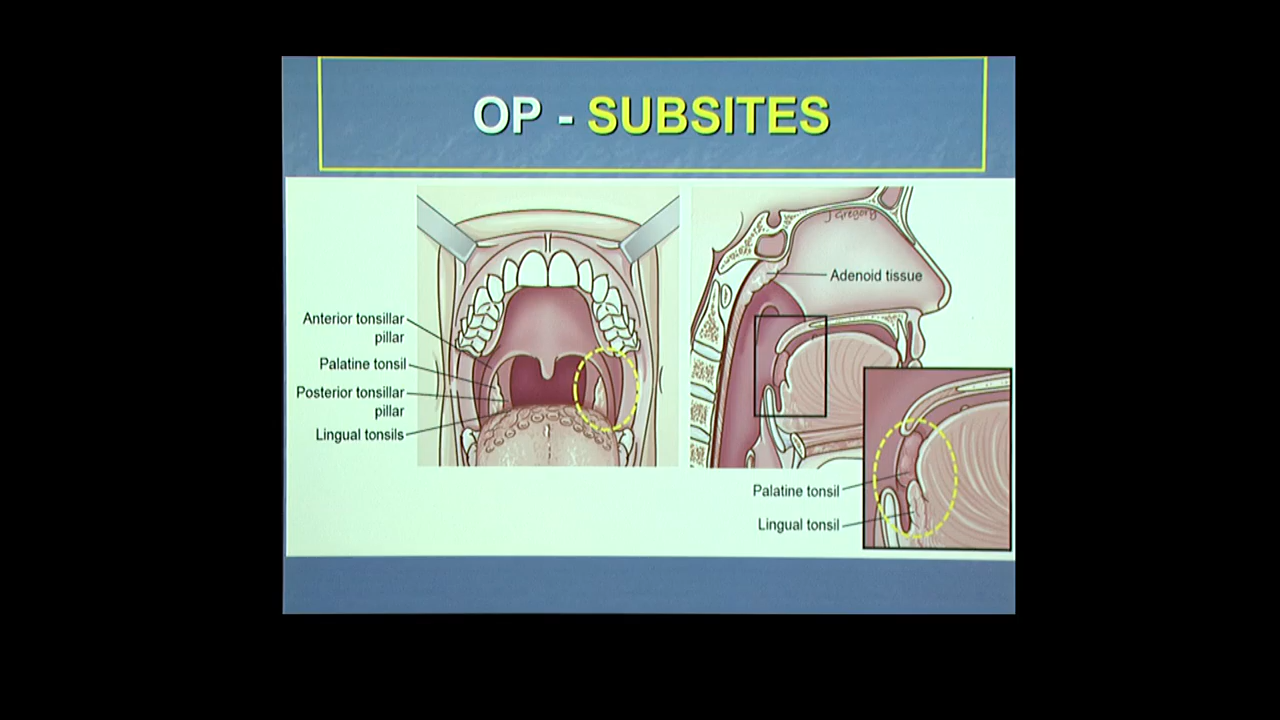 OP - SUBSITES
Anterior tonsillar
pillar
Palatine tonsil
Posterior tonsillar
pillar
Lingual tonsils
J Gregory
Adenoid tissue
Palatine tonsil
Lingual tonsil